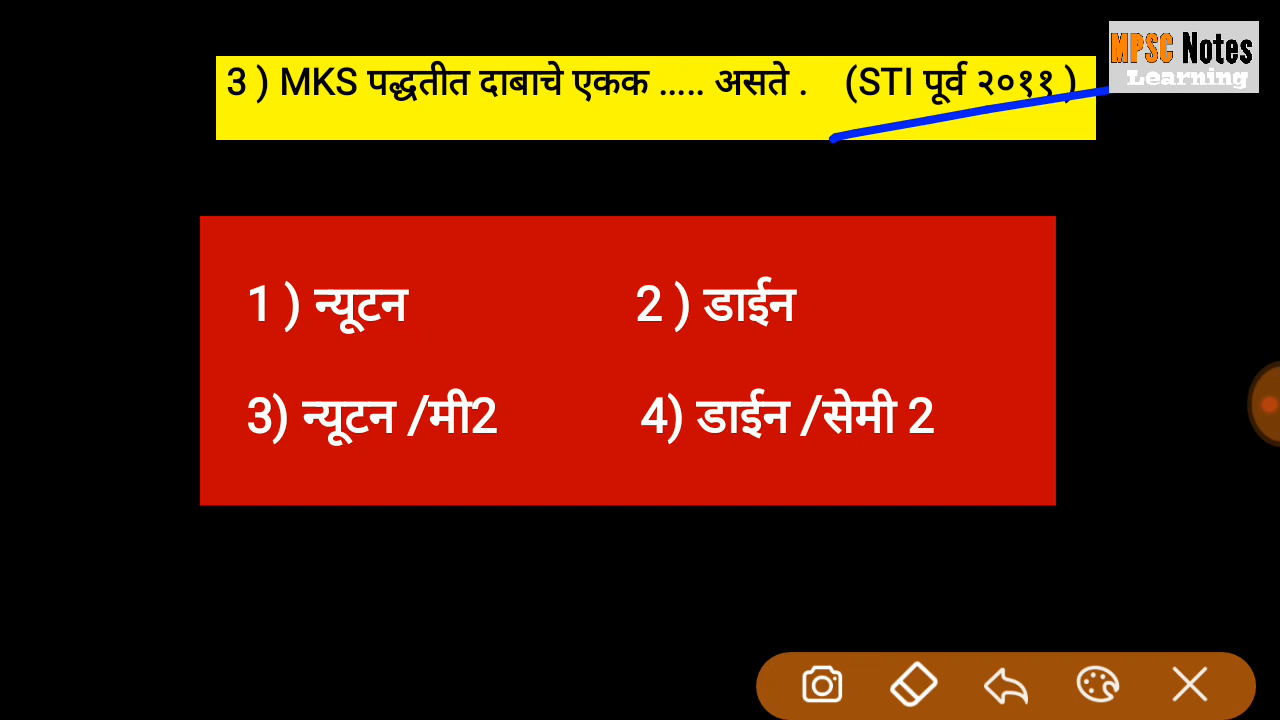 MPSC Notes
Learning
3 ) MKS पद्धतीत दाबाचे एकक ..... असते . (STI पूर्व २०११ )
1 ) न्यूटन 2 ) डाईन
3) न्यूटन /मी2 4) डाईन /सेमी 2